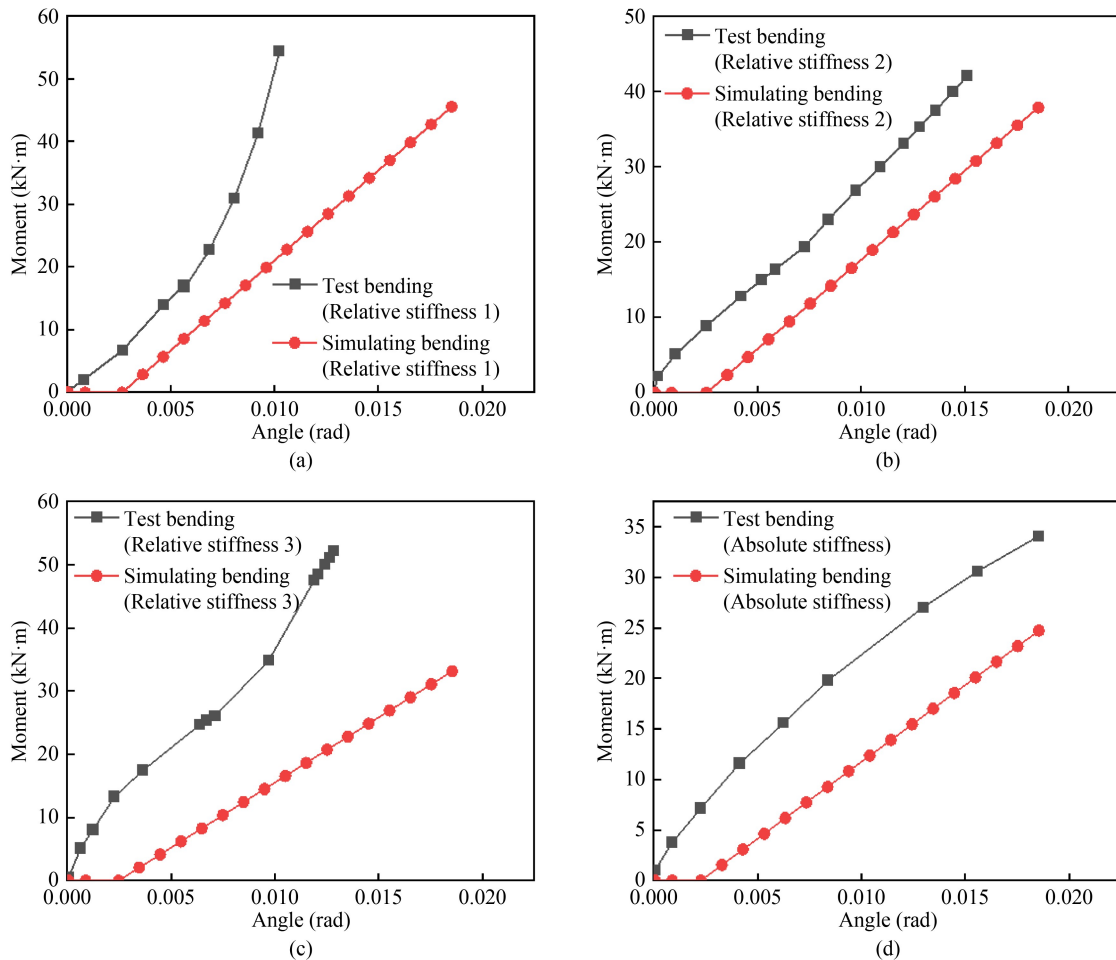 60
50
40
30
20
10
0
Moment (kN·m)
Test bending
(Relative stiffness 1)
Simulating bending
(Relative stiffness 1)
0.000 0.005 0.010 0.015 0.020
Angle (rad)
(a)
50
40
30
20
10
0
Moment (kN·m)
Test bending
(Relative stiffness 2)
Simulating bending
(Relative stiffness 2)
0.000 0.005 0.010 0.015 0.020
Angle (rad)
(b)
60
50
40
30
20
10
0
Moment (kN·m)
Test bending
(Relative stiffness 3)
Simulating bending
(Relative stiffness 3)
0.000 0.005 0.010 0.015 0.020
Angle (rad)
(c)
35
30
25
20
15
10
5
0
Moment (kN·m)
Test bending
(Absolute stiffness)
Simulating bending
(Absolute stiffness)
0.000 0.005 0.010 0.015 0.020
Angle (rad)
(d)